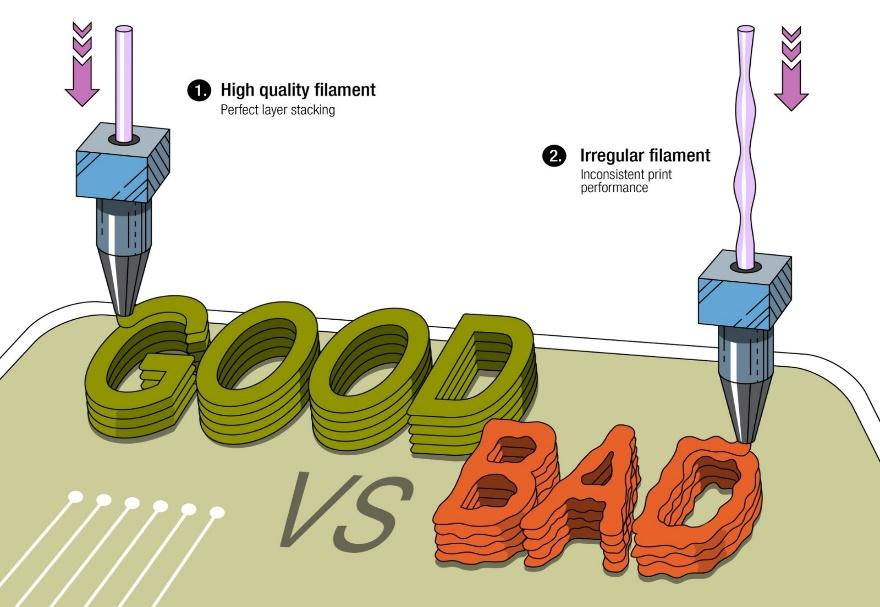 1. High quality filament
Perfect layer stacking
2. Irregular filament
Inconsistent print
performance
GOOD
VS
BAD